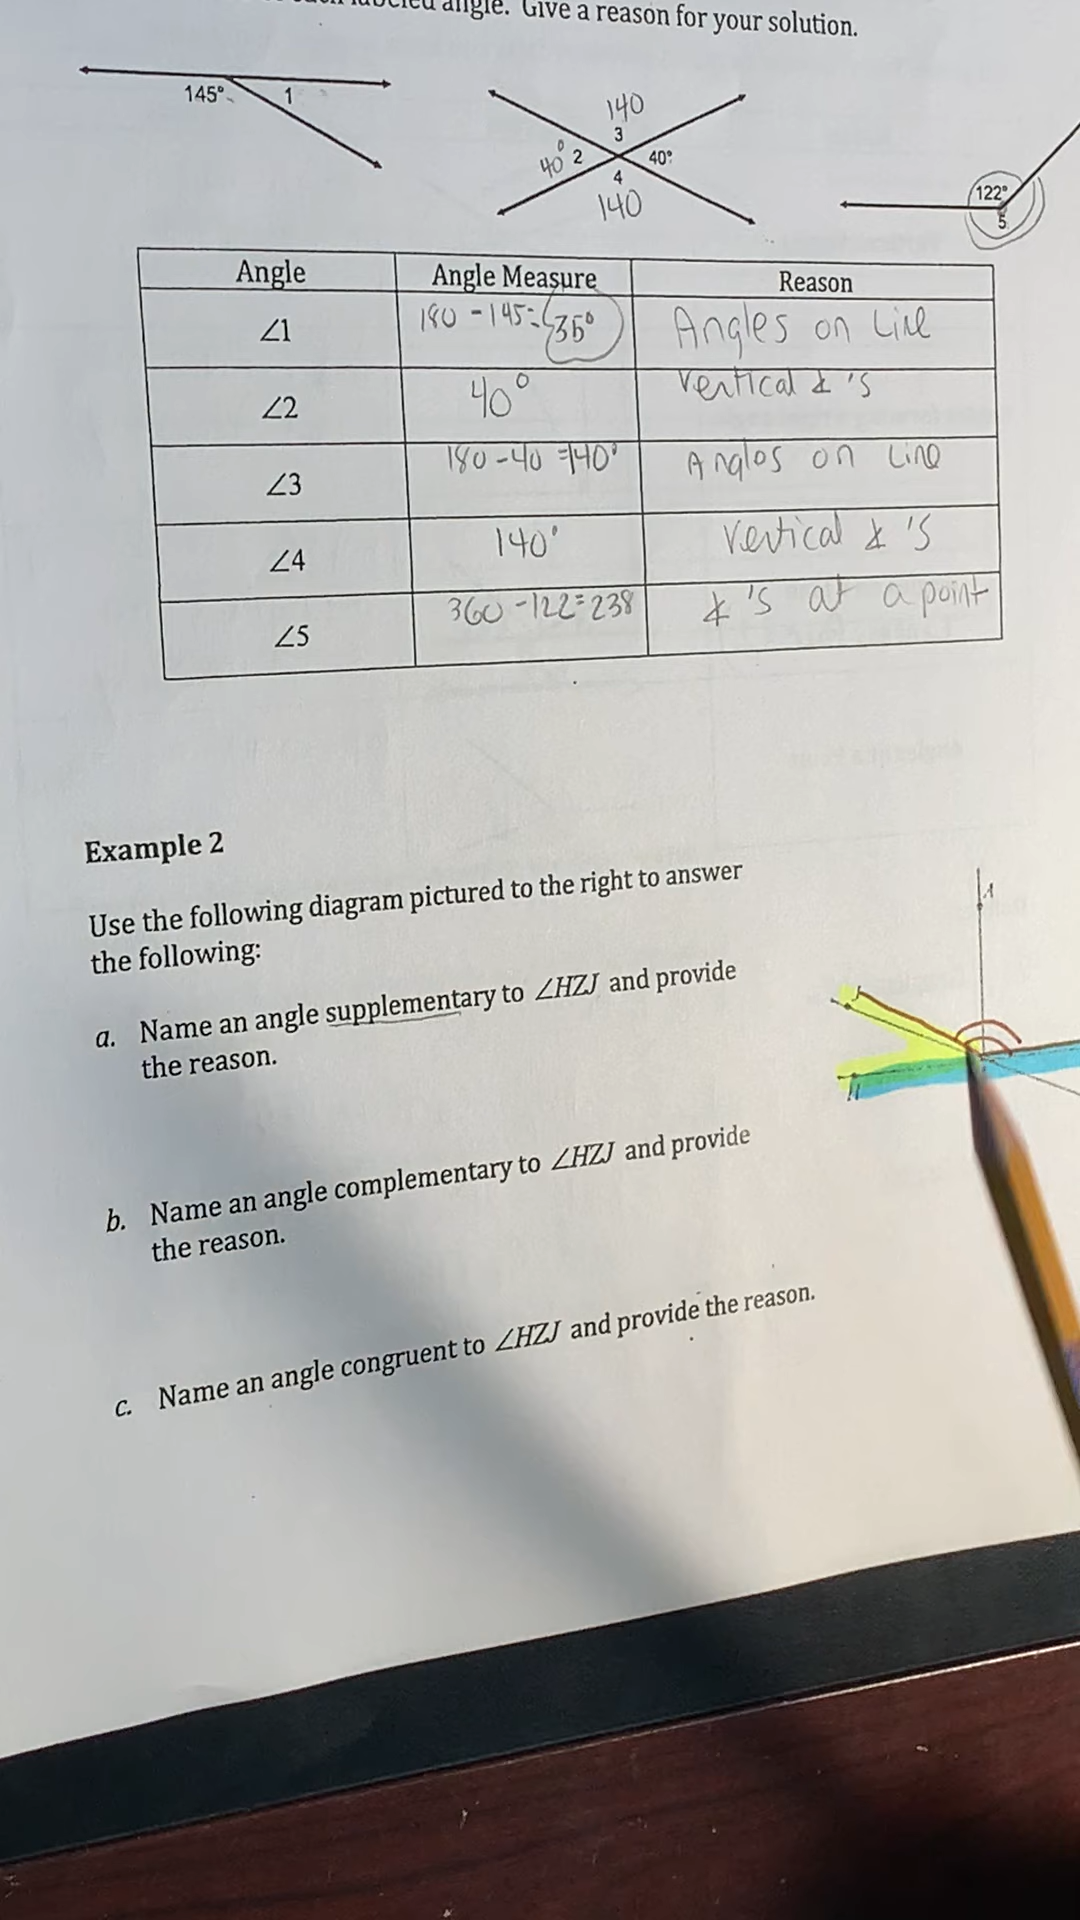 angle. Give a reason for your solution.
145° 1
140
3
40° 2 40°
4
140
122°
5
Angle Angle Measure Reason
∠1 180 - 145 = 35° Angles on Line
∠2 40° Vertical ∡'s
∠3 180 - 40 = 140° Angles on Line
∠4 140° Vertical ∡'s
∠5 360 - 122 = 238 ∡'s at a point
Example 2
Use the following diagram pictured to the right to answer
the following:
a. Name an angle supplementary to ∠HZJ and provide
the reason.
b. Name an angle complementary to ∠HZJ and provide
the reason.
c. Name an angle congruent to ∠HZJ and provide the reason.
J
H